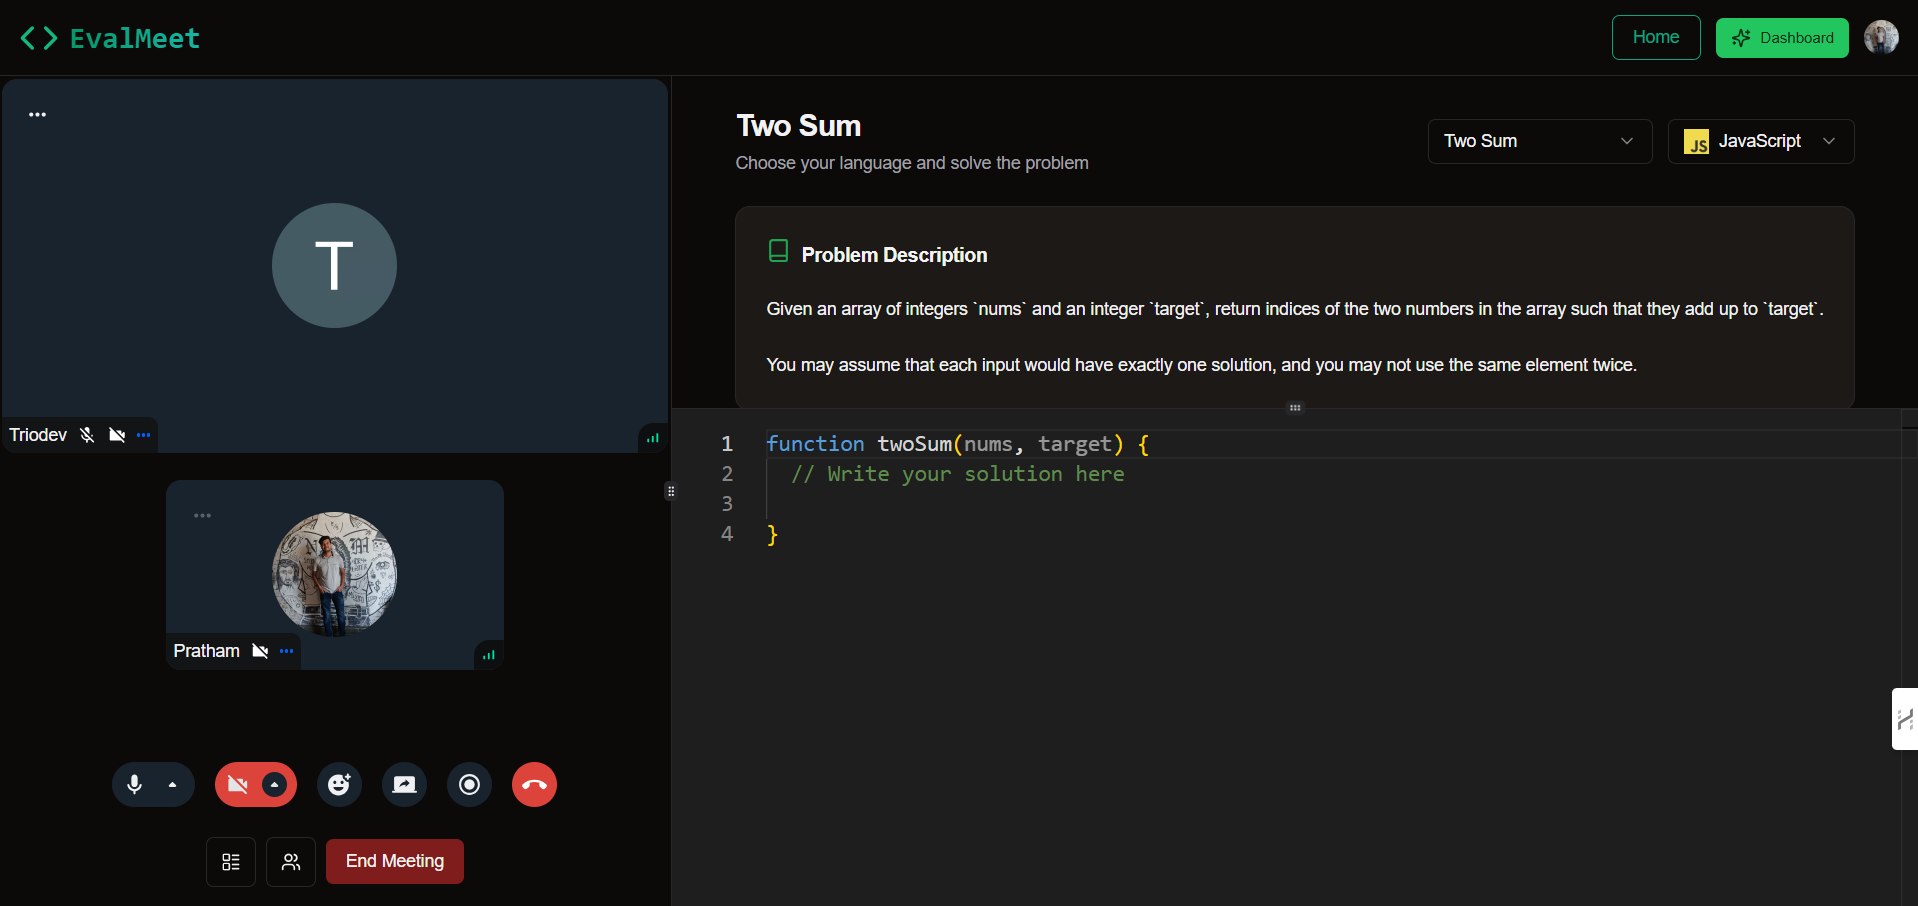 EvalMeet
Home
Dashboard
T
Triodev
Pratham
End Meeting
Two Sum
Choose your language and solve the problem
Two Sum
JS
JavaScript
Problem Description
Given an array of integers `nums` and an integer `target`, return indices of the two numbers in the array such that they add up to `target`.
You may assume that each input would have exactly one solution, and you may not use the same element twice.
1 function twoSum(nums, target) {
2 // Write your solution here
3
4 }